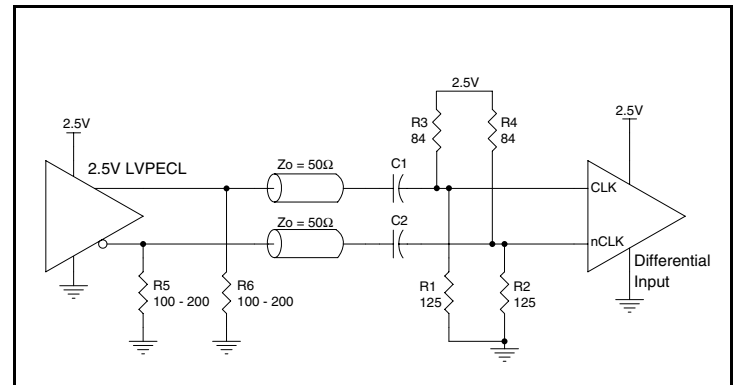 2.5V
2.5V LVPECL
Zo = 50Ω
Zo = 50Ω
R5
100 - 200
R6
100 - 200
C1
C2
2.5V
R3
84
R4
84
R1
125
R2
125
2.5V
CLK
nCLK
Differential
Input